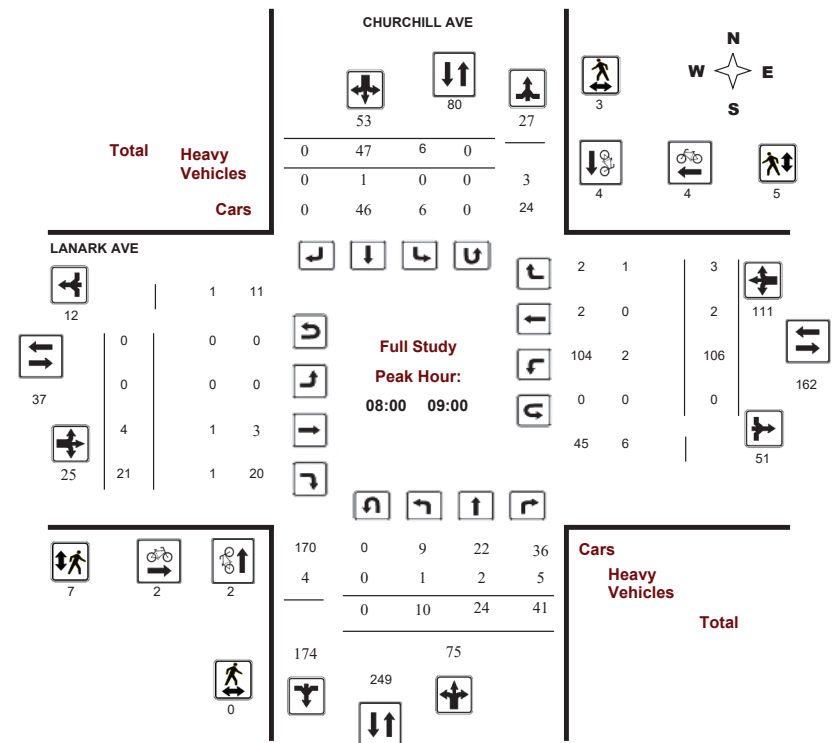 CHURCHILL AVE
N
W E
S
80
3
53 27
Total Heavy Vehicles
0 47 6 0
0 1 0 0 3
Cars 0 46 6 0 24
4 4 5
LANARK AVE
12
1 11
2 1 3
111
37
0 0 0
2 0 2
162
0 0 0
104 2 106
Full Study
Peak Hour:
08:00 09:00
0 0 0
4 1 3
25
21 1 20
45 6
51
170 0 9 22 36 Cars
4 0 1 2 5 Heavy Vehicles
0 10 24 41 Total
7 2 2
174 75
249
0